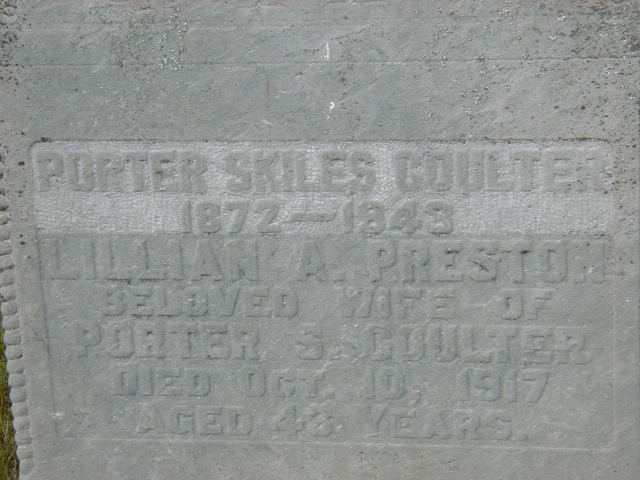 PORTER SKILES COULTER
1872—1943
LILLIAN A. PRESTON
BELOVED WIFE OF
PORTER S. COULTER
DIED OCT. 10, 1917
AGED 43 YEARS.